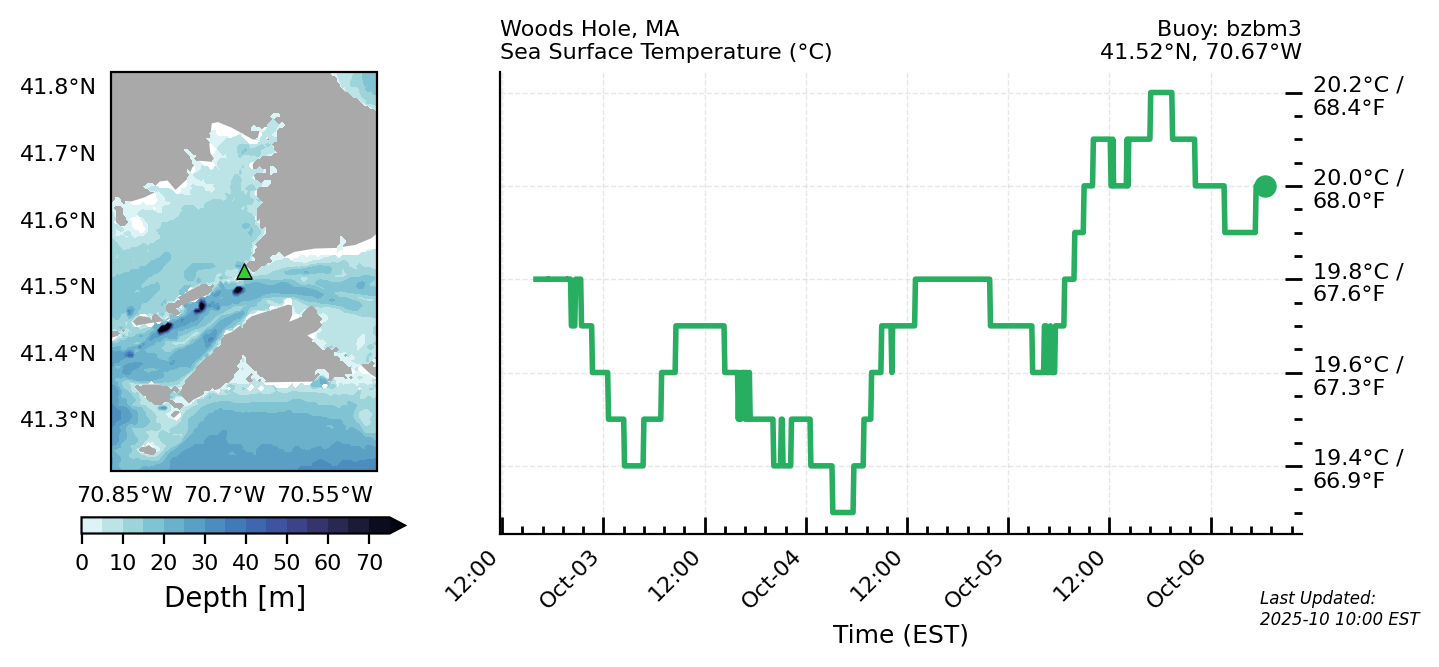 Woods Hole, MA
Sea Surface Temperature (°C)
Buoy: bzbm3
41.52°N, 70.67°W
41.8°N
41.7°N
41.6°N
41.5°N
41.4°N
41.3°N
70.85°W 70.7°W 70.55°W
0 10 20 30 40 50 60 70
Depth [m]
20.2°C /
68.4°F
20.0°C /
68.0°F
19.8°C /
67.6°F
19.6°C /
67.3°F
19.4°C /
66.9°F
12:00 Oct-03 12:00 Oct-04 12:00 Oct-05 12:00 Oct-06
Time (EST)
Last Updated:
2025-10 10:00 EST